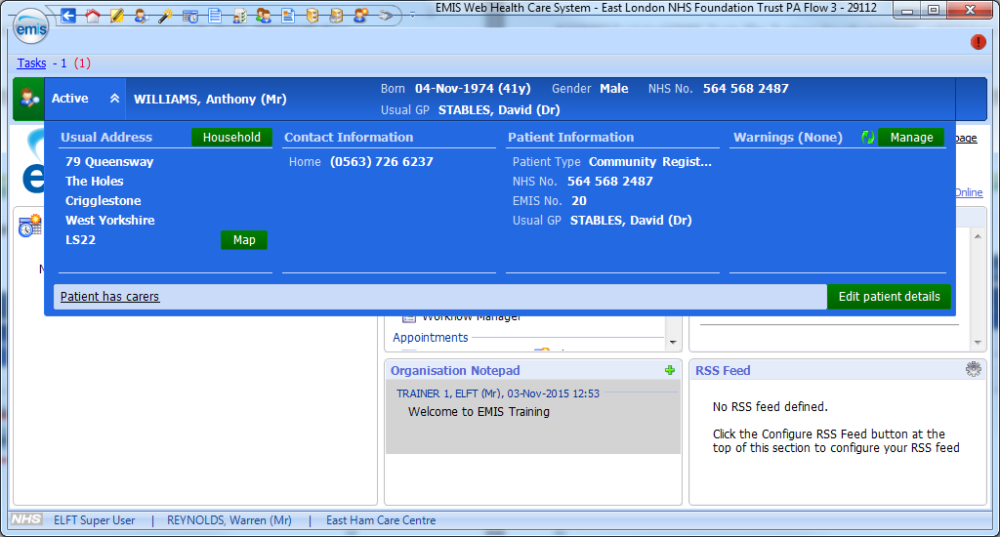 EMIS Web Health Care System - East London NHS Foundation Trust PA Flow 3 - 29112
emis
Tasks - 1 (1)
Active
WILLIAMS, Anthony (Mr)
Born 04-Nov-1974 (41y) Gender Male NHS No. 564 568 2487
Usual GP STABLES, David (Dr)
Usual Address Household
79 Queensway
The Holes
Crigglestone
West Yorkshire
LS22 Map
Contact Information
Home (0563) 726 6237
Patient Information
Patient Type Community Regist...
NHS No. 564 568 2487
EMIS No. 20
Usual GP STABLES, David (Dr)
Warnings (None) Manage
page
Online
Patient has carers
Edit patient details
Workflow Manager
Appointments
Organisation Notepad
TRAINER 1, ELFT (Mr), 03-Nov-2015 12:53
Welcome to EMIS Training
RSS Feed
No RSS feed defined.
Click the Configure RSS Feed button at the
top of this section to configure your RSS feed
NHS ELFT Super User | REYNOLDS, Warren (Mr) | East Ham Care Centre